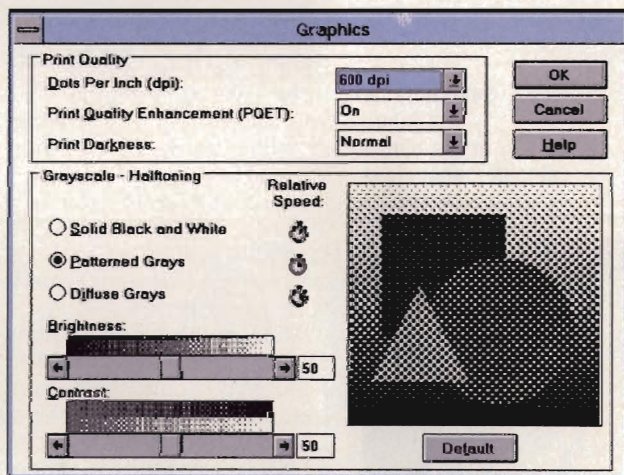 Graphics
Print Quality
Dots Per Inch (dpi):
600 dpi
OK
Print Quality Enhancement (PQET):
On
Cancel
Print Darkness:
Normal
Help
Grayscale - Halftoning
Relative
Speed:
Solid Black and White
Patterned Grays
Diffuse Grays
Brightness:
50
Contrast:
50
Default